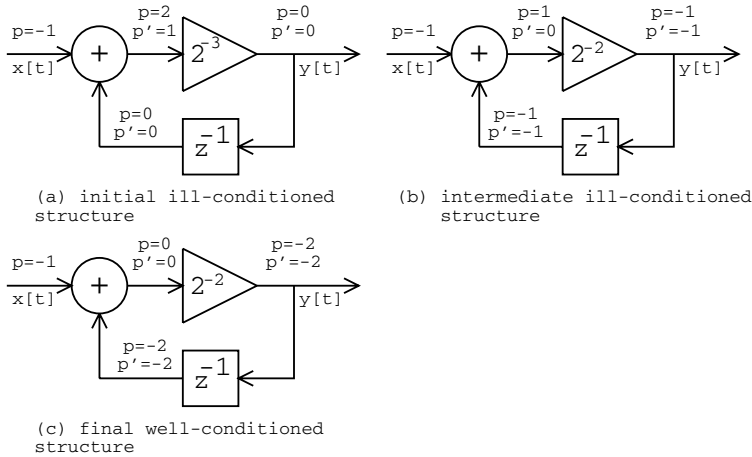 p=-1
p=2
p'=1
p=0
p'=0
+
2-3
x[t]
y[t]
p=0
p'=0
z-1
(a) initial ill-conditioned
structure
p=-1
p=1
p'=0
p=-1
p'=-1
+
2-2
x[t]
y[t]
p=-1
p'=-1
z-1
(b) intermediate ill-conditioned
structure
p=-1
p=0
p'=0
p=-2
p'=-2
+
2-2
x[t]
y[t]
p=-2
p'=-2
z-1
(c) final well-conditioned
structure